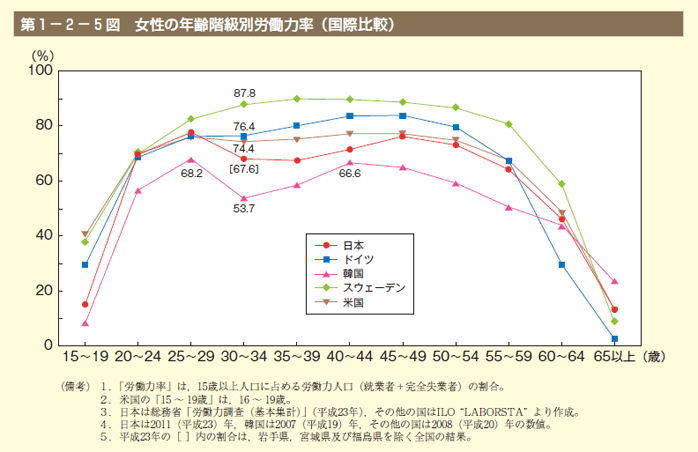 第１－２－５図　女性の年齢階級別労働力率（国際比較）
(％)
100
80
60
40
20
0
87.8
76.4
74.4
[67.6]
68.2
53.7
66.6
日本
ドイツ
韓国
スウェーデン
米国
15～19 20～24 25～29 30～34 35～39 40～44 45～49 50～54 55～59 60～64 65以上（歳）
（備考）１．「労働力率」は，15歳以上人口に占める労働力人口（就業者＋完全失業者）の割合。
２．米国の「15 ～ 19歳」は，16 ～ 19歳。
３．日本は総務省「労働力調査（基本集計）」（平成23年），その他の国はILO “LABORSTA” より作成。
４．日本は2011（平成23）年，韓国は2007（平成19）年，その他の国は2008（平成20）年の数値。
５．平成23年の［ ］内の割合は，岩手県，宮城県及び福島県を除く全国の結果。